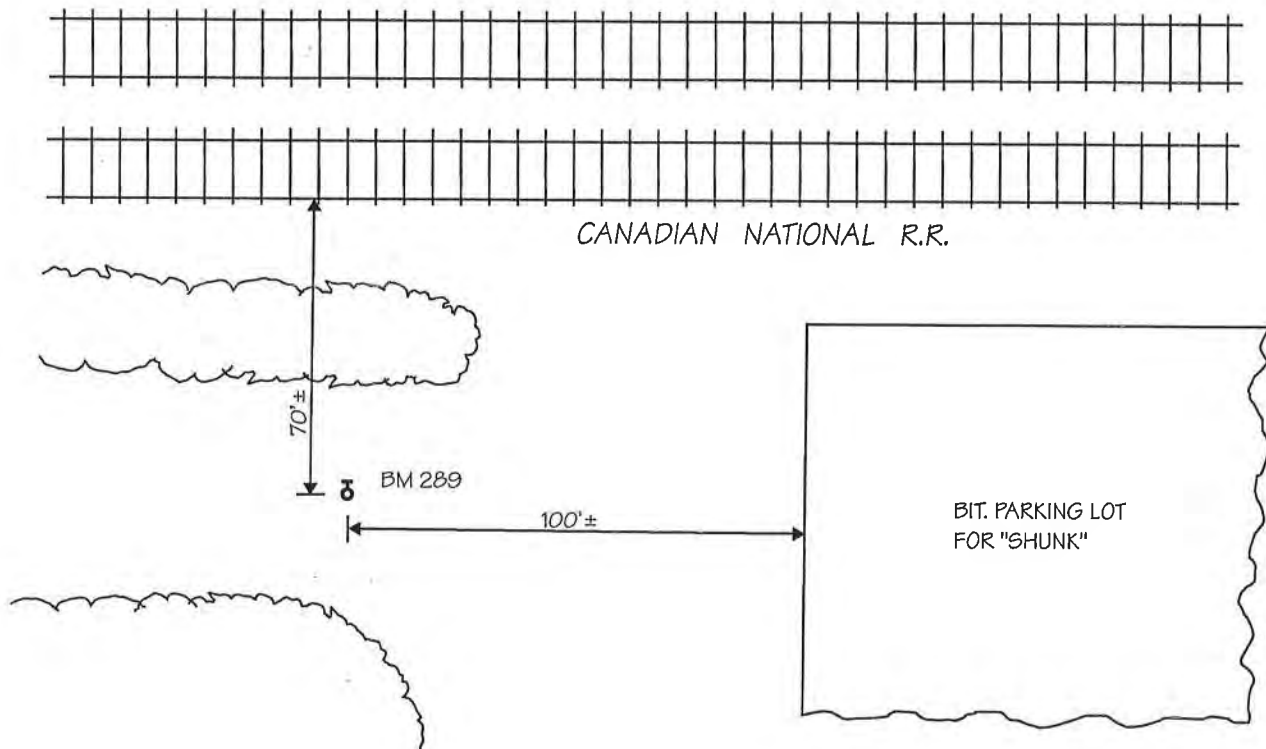 CANADIAN NATIONAL R.R.
70'±
BM 289
100'±
BIT. PARKING LOT
FOR "SHUNK"